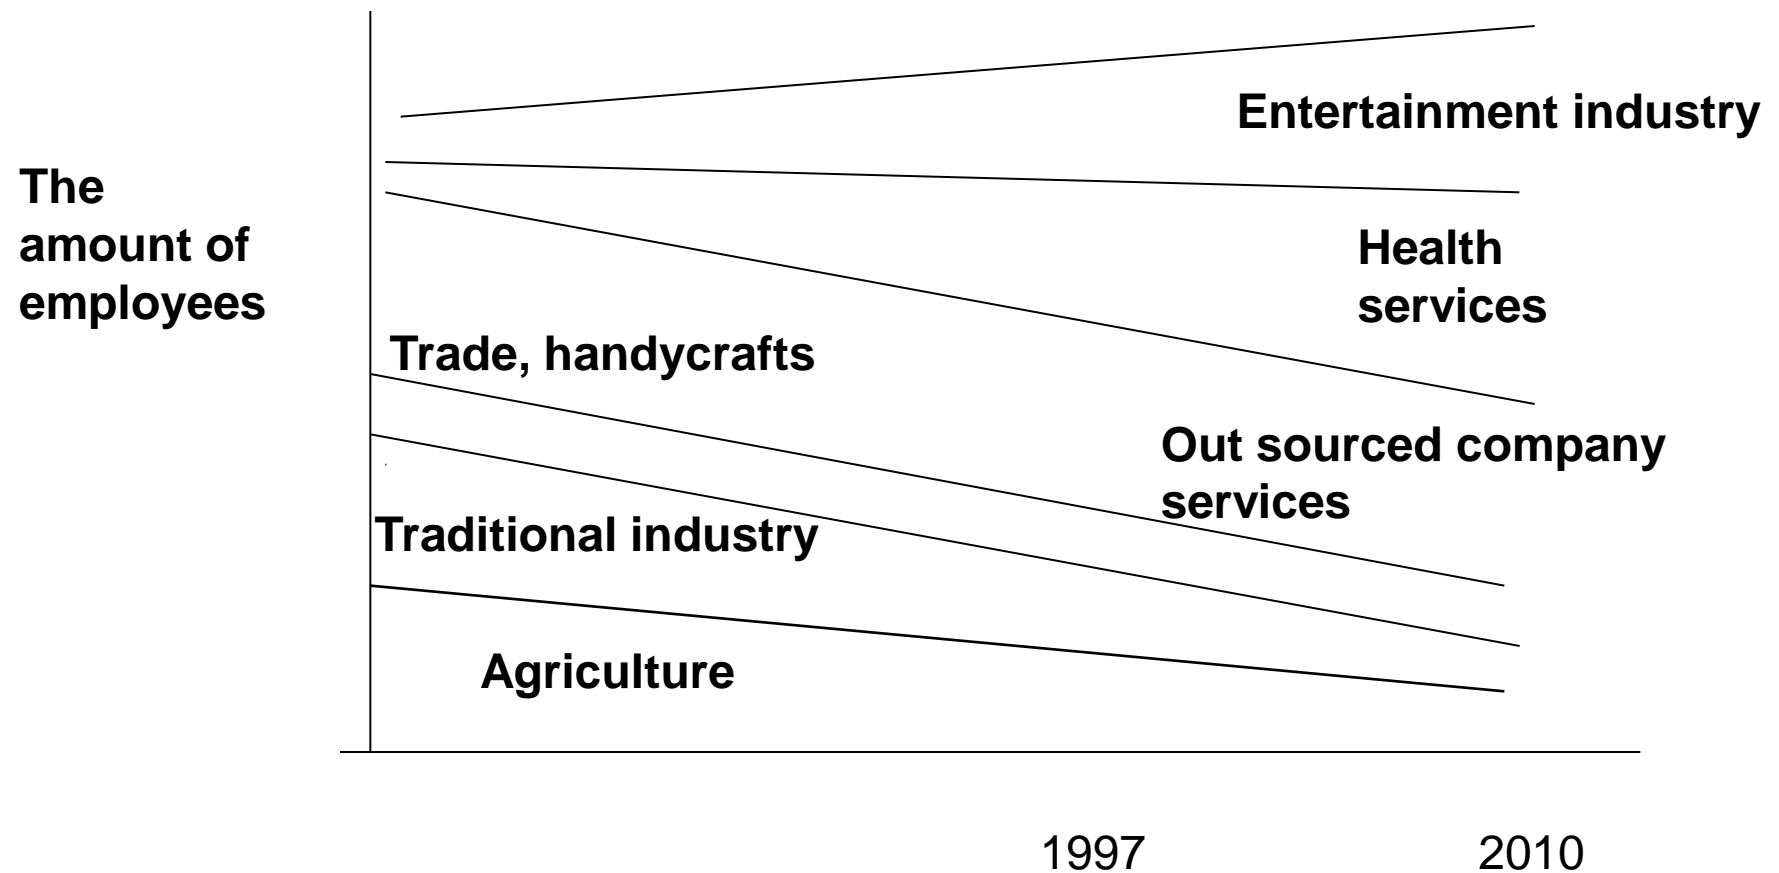 Entertainment industry
The
amount of
employees
Health
services
Trade, handycrafts
Out sourced company
services
Traditional industry
Agriculture
1997
2010